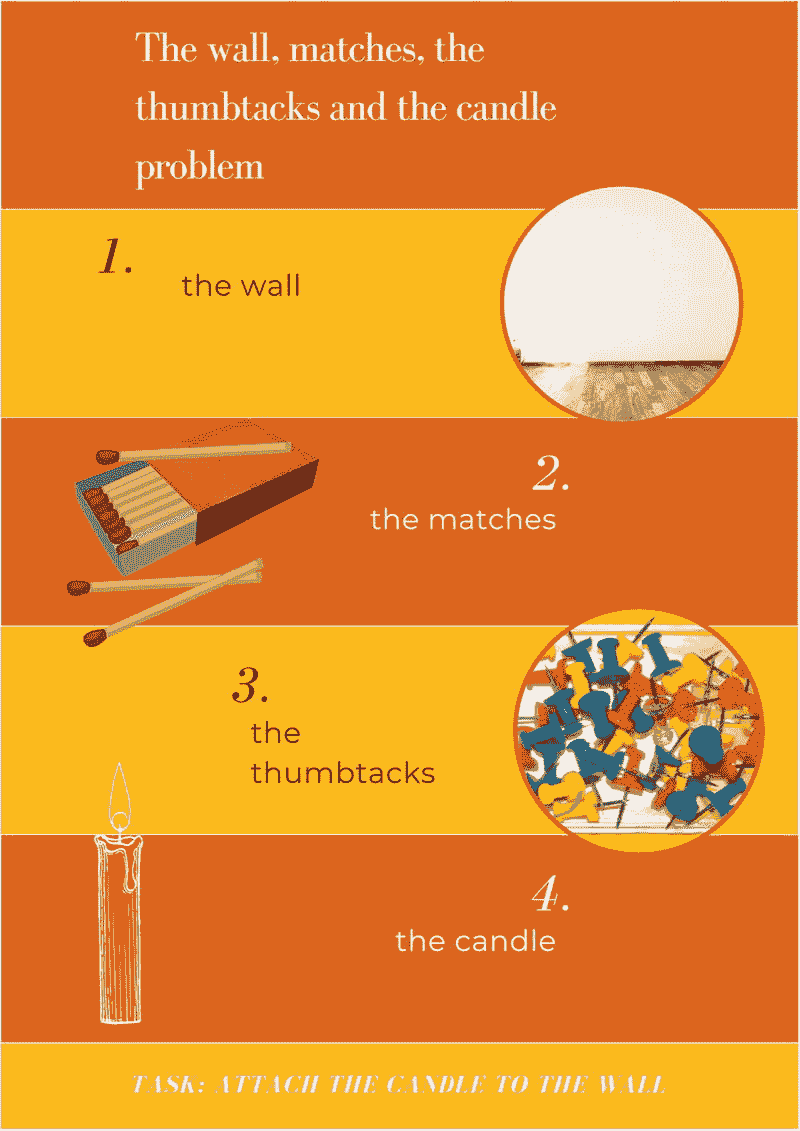 The wall, matches, the
thumbtacks and the candle
problem
1.
the wall
2.
the matches
3.
the
thumbtacks
4.
the candle
TASK: ATTACH THE CANDLE TO THE WALL